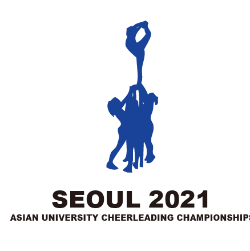 SEOUL 2021
ASIAN UNIVERSITY CHEERLEADING CHAMPIONSHIPS